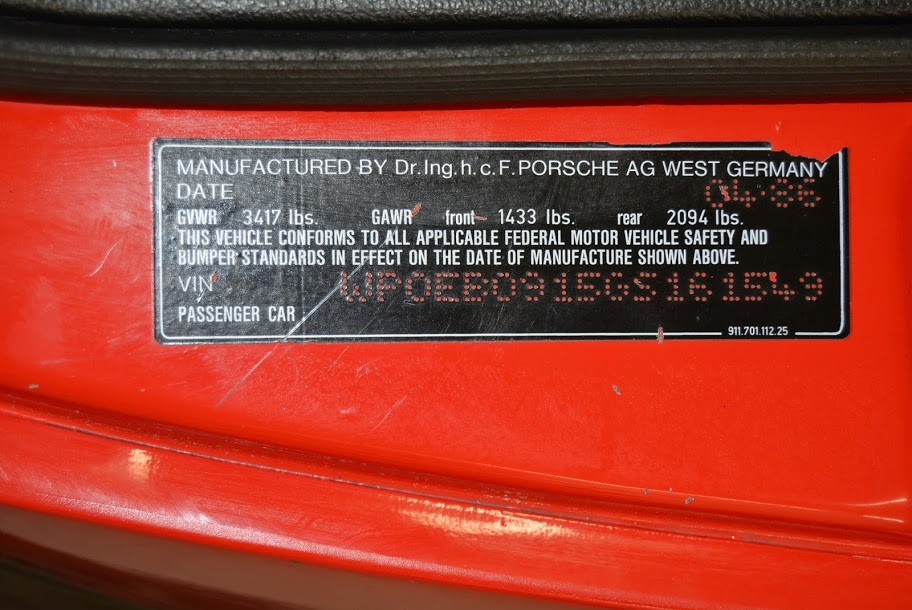 MANUFACTURED BY Dr.Ing.h.c.F.PORSCHE AG WEST GERMANY
DATE 04·86
GVWR 3417 lbs. GAWR front 1433 lbs. rear 2094 lbs.
THIS VEHICLE CONFORMS TO ALL APPLICABLE FEDERAL MOTOR VEHICLE SAFETY AND
BUMPER STANDARDS IN EFFECT ON THE DATE OF MANUFACTURE SHOWN ABOVE.
VIN WP0EB0915GS161549
PASSENGER CAR
911.701.112.25